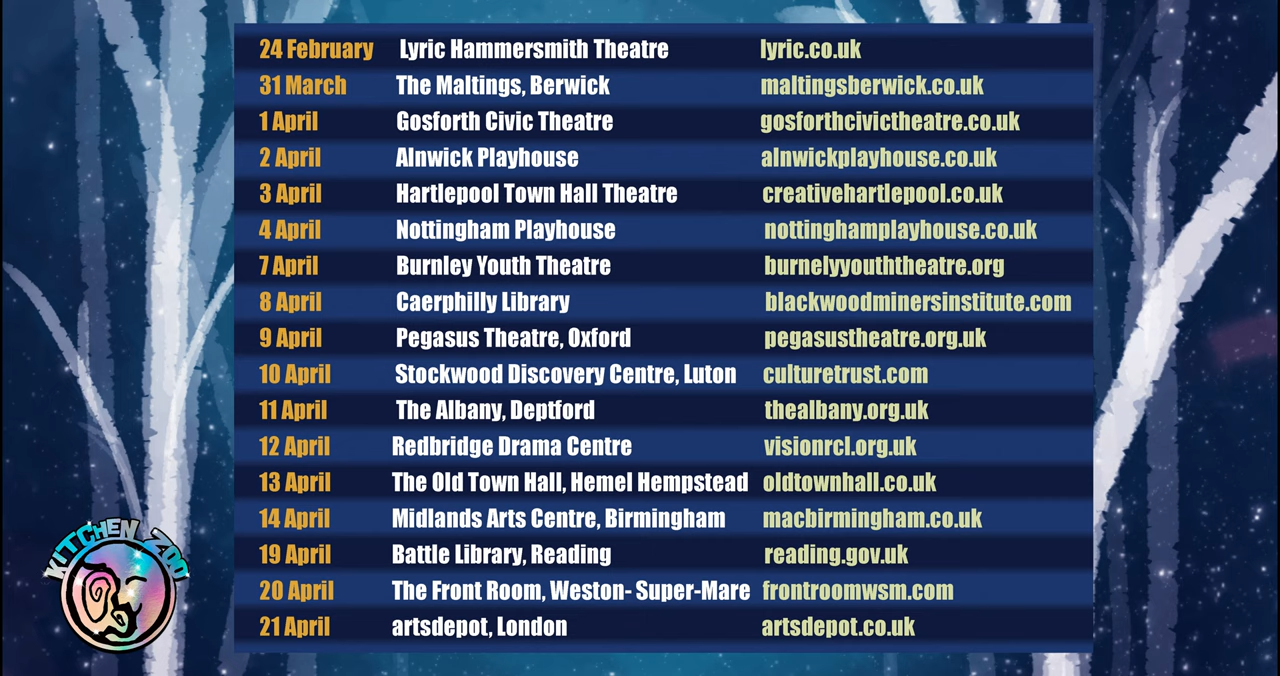 24 February Lyric Hammersmith Theatre lyric.co.uk
31 March The Maltings, Berwick maltingsberwick.co.uk
1 April Gosforth Civic Theatre gosforthcivictheatre.co.uk
2 April Alnwick Playhouse alnwickplayhouse.co.uk
3 April Hartlepool Town Hall Theatre creativehartlepool.co.uk
4 April Nottingham Playhouse nottinghamplayhouse.co.uk
7 April Burnley Youth Theatre burnelyyouththeatre.org
8 April Caerphilly Library blackwoodminersinstitute.com
9 April Pegasus Theatre, Oxford pegasustheatre.org.uk
10 April Stockwood Discovery Centre, Luton culturetrust.com
11 April The Albany, Deptford thealbany.org.uk
12 April Redbridge Drama Centre visionrcl.org.uk
13 April The Old Town Hall, Hemel Hempstead oldtownhall.co.uk
14 April Midlands Arts Centre, Birmingham macbirmingham.co.uk
19 April Battle Library, Reading reading.gov.uk
20 April The Front Room, Weston- Super-Mare frontroomwsm.com
21 April artsdepot, London artsdepot.co.uk
KITCHEN ZOO